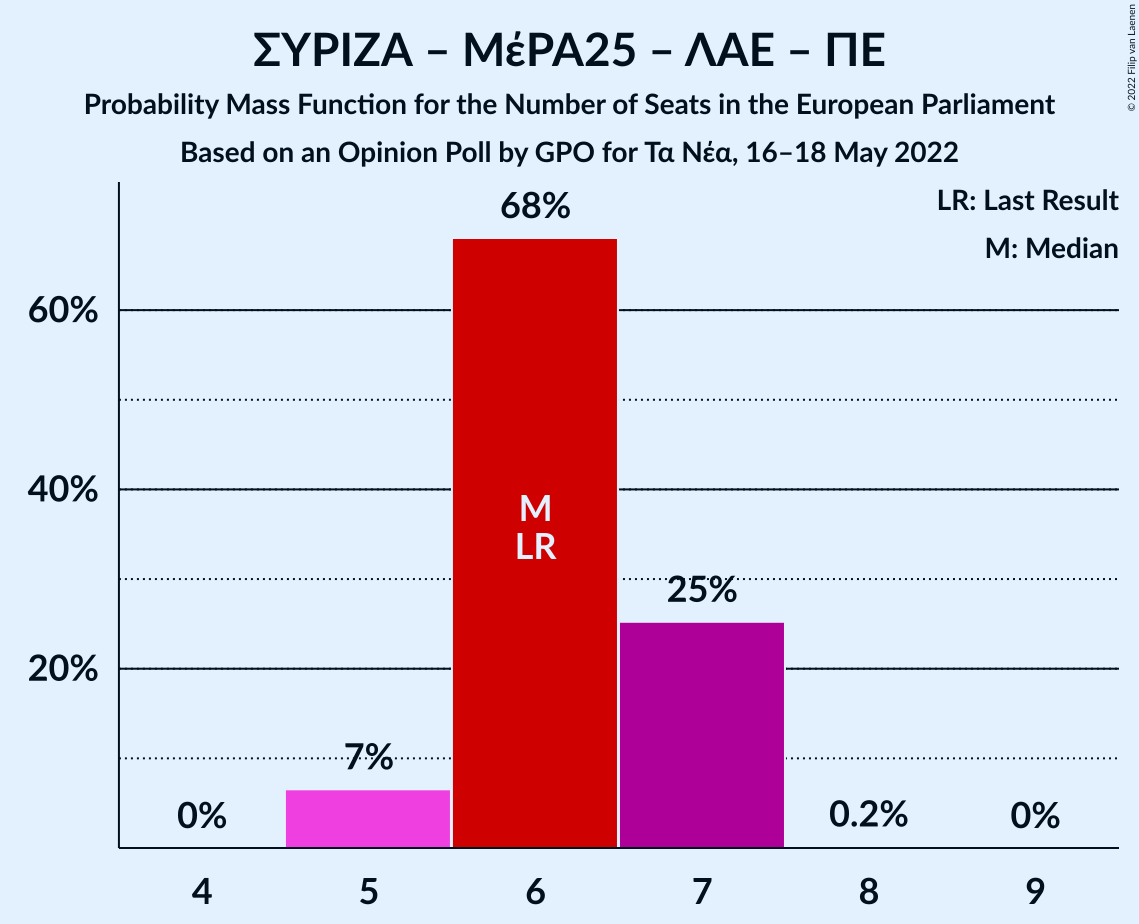 ΣΥΡΙΖΑ – ΜέΡΑ25 – ΛΑΕ – ΠΕ
Probability Mass Function for the Number of Seats in the European Parliament
Based on an Opinion Poll by GPO for Τα Νέα, 16–18 May 2022
© 2022 Filip van Laenen
LR: Last Result
M: Median
68%
60%
40%
M
LR
25%
20%
7%
0%
0.2%
0%
4 5 6 7 8 9